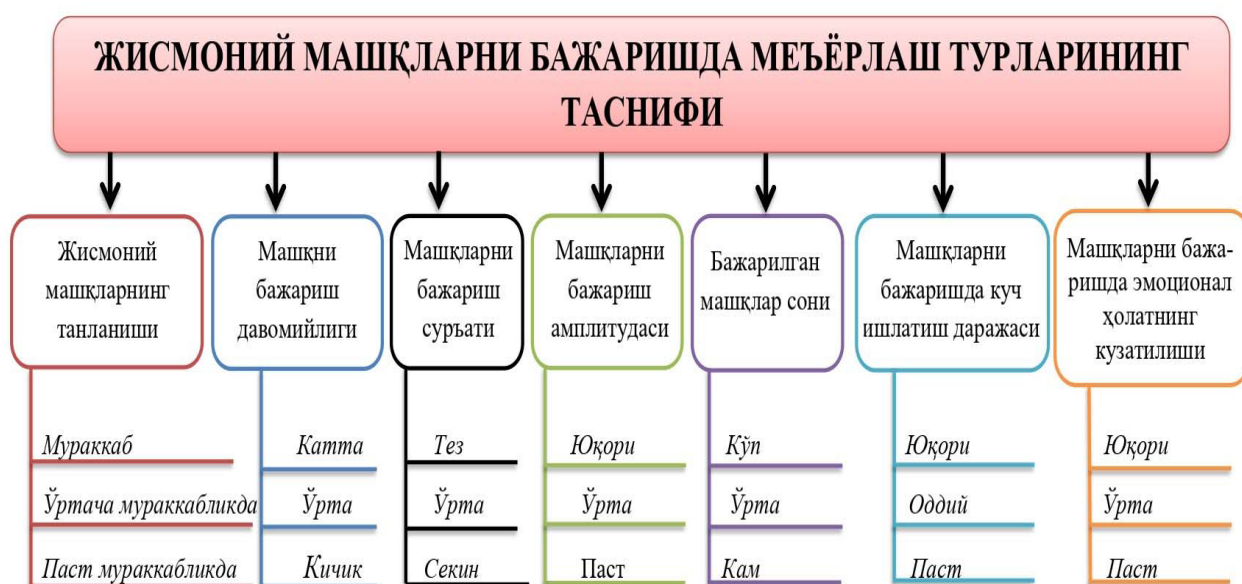 ЖИСМОНИЙ МАШҚЛАРНИ БАЖАРИШДА МЕЪЁРЛАШ ТУРЛАРИНИНГ
ТАСНИФИ
Жисмоний
машқларнинг
танланиши
Мураккаб
Ўртача мураккабликда
Паст мураккабликда
Машқни
бажариш
давомийлиги
Катта
Ўрта
Кичик
Машқларни
бажариш
суръати
Тез
Ўрта
Секин
Машқларни
бажариш
амплитудаси
Юқори
Ўрта
Паст
Бажарилган
машқлар сони
Кўп
Ўрта
Кам
Машқларни
бажаришда куч
ишлатиш даражаси
Юқори
Оддий
Паст
Машқларни бажа-
ришда эмоционал
ҳолатнинг
кузатилиши
Юқори
Ўрта
Паст